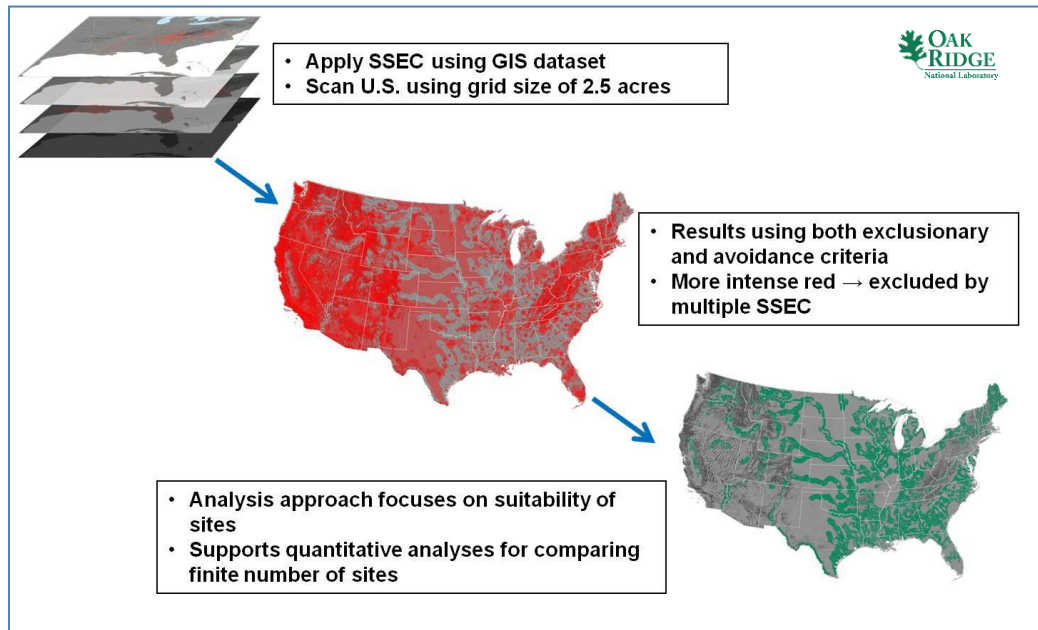 • Apply SSEC using GIS dataset
• Scan U.S. using grid size of 2.5 acres
OAK
RIDGE
National Laboratory
• Results using both exclusionary
and avoidance criteria
• More intense red → excluded by
multiple SSEC
• Analysis approach focuses on suitability of
sites
• Supports quantitative analyses for comparing
finite number of sites